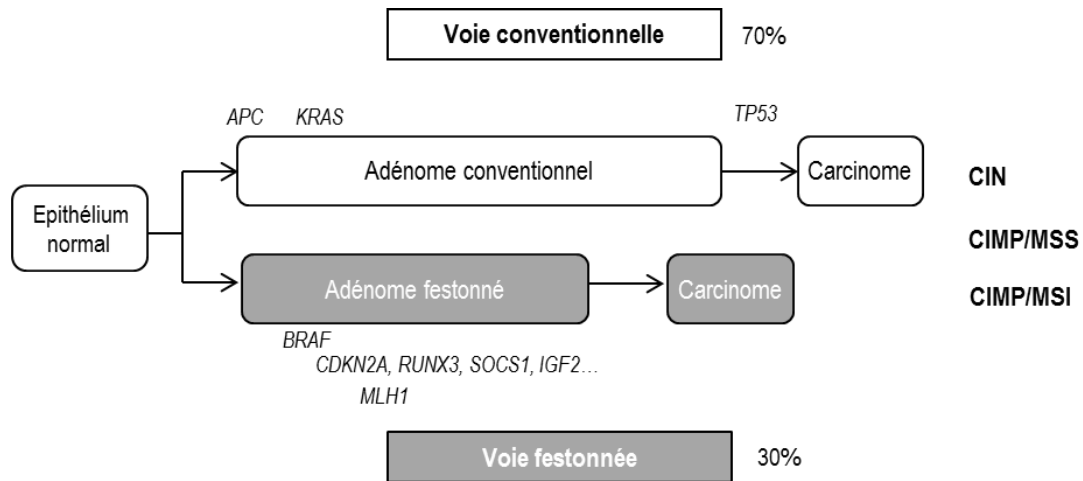 Voie conventionnelle 70%
APC KRAS TP53
Adénome conventionnel Carcinome CIN
Epithélium
normal
CIMP/MSS
Adénome festonné Carcinome CIMP/MSI
BRAF
CDKN2A, RUNX3, SOCS1, IGF2…
MLH1
Voie festonnée 30%